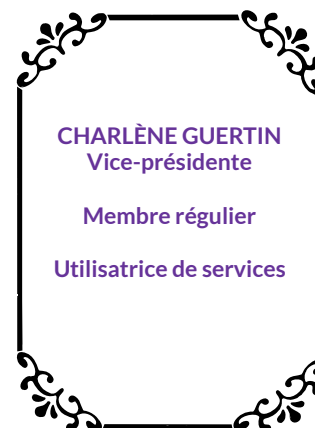 CHARLÈNE GUERTIN
Vice-présidente
Membre régulier
Utilisatrice de services